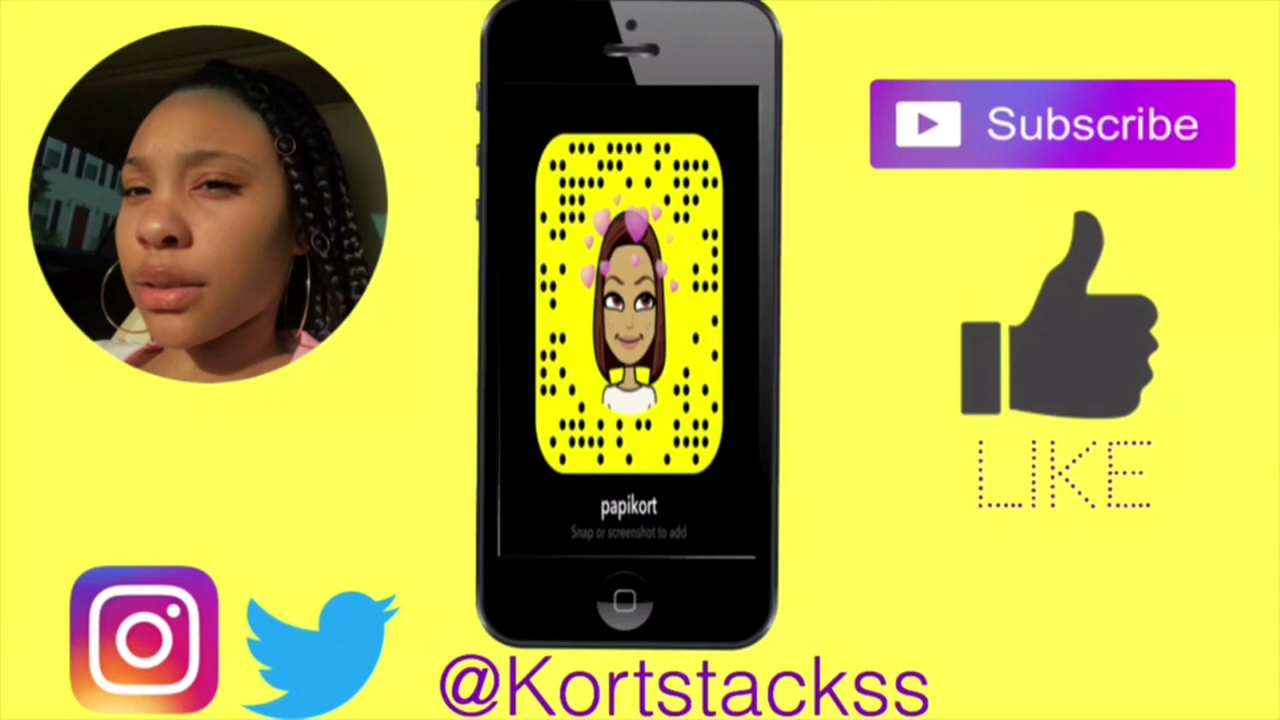 Subscribe
LIKE
papikort
Snap or screenshot to add
@Kortstackss